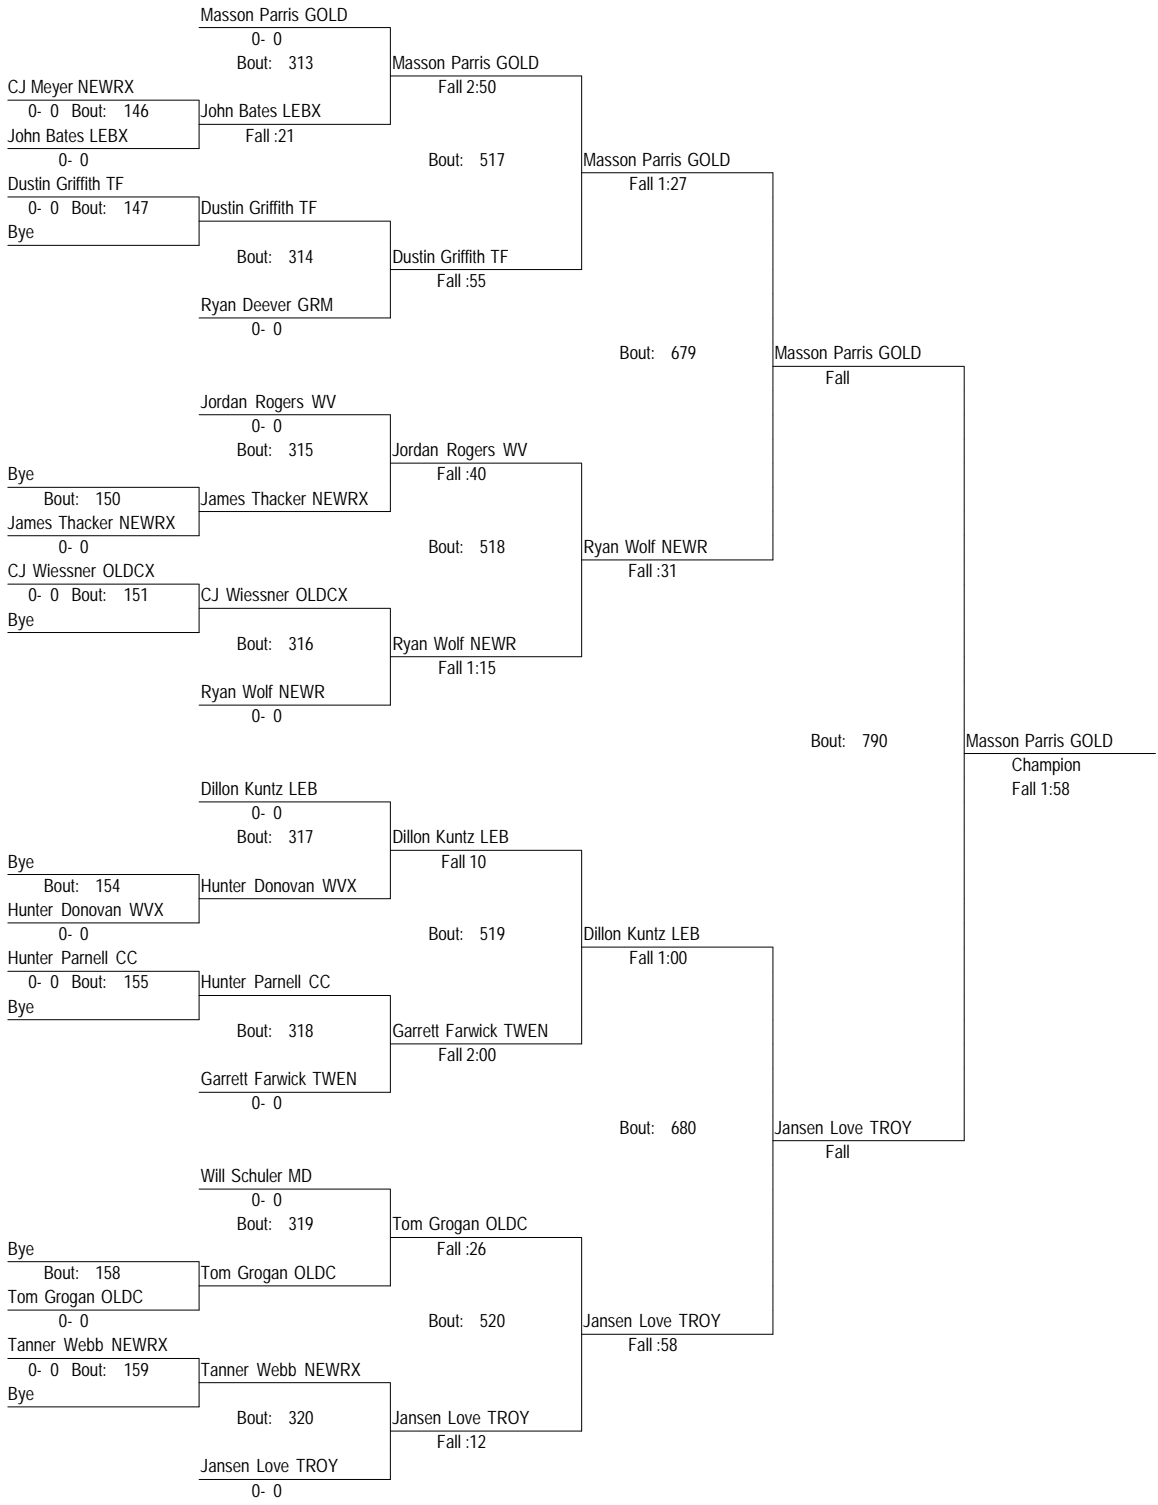 Masson Parris GOLD
0- 0
Bout: 313
Masson Parris GOLD
Fall 2:50
CJ Meyer NEWRX
0- 0 Bout: 146
John Bates LEBX
John Bates LEBX
Fall :21
0- 0
Bout: 517
Masson Parris GOLD
Fall 1:27
Dustin Griffith TF
0- 0 Bout: 147
Dustin Griffith TF
Bye
Bout: 314
Dustin Griffith TF
Fall :55
Ryan Deever GRM
0- 0
Bout: 679
Masson Parris GOLD
Fall
Jordan Rogers WV
0- 0
Bout: 315
Jordan Rogers WV
Fall :40
Bye
Bout: 150
James Thacker NEWRX
James Thacker NEWRX
0- 0
Bout: 518
Ryan Wolf NEWR
Fall :31
CJ Wiessner OLDCX
0- 0 Bout: 151
CJ Wiessner OLDCX
Bye
Bout: 316
Ryan Wolf NEWR
Fall 1:15
Ryan Wolf NEWR
0- 0
Bout: 790
Masson Parris GOLD
Champion
Fall 1:58
Dillon Kuntz LEB
0- 0
Bout: 317
Dillon Kuntz LEB
Fall 10
Bye
Bout: 154
Hunter Donovan WVX
Hunter Donovan WVX
0- 0
Bout: 519
Dillon Kuntz LEB
Fall 1:00
Hunter Parnell CC
0- 0 Bout: 155
Hunter Parnell CC
Bye
Bout: 318
Garrett Farwick TWEN
Fall 2:00
Garrett Farwick TWEN
0- 0
Bout: 680
Jansen Love TROY
Fall
Will Schuler MD
0- 0
Bout: 319
Tom Grogan OLDC
Fall :26
Bye
Bout: 158
Tom Grogan OLDC
Tom Grogan OLDC
0- 0
Bout: 520
Jansen Love TROY
Fall :58
Tanner Webb NEWRX
0- 0 Bout: 159
Tanner Webb NEWRX
Bye
Bout: 320
Jansen Love TROY
Fall :12
Jansen Love TROY
0- 0